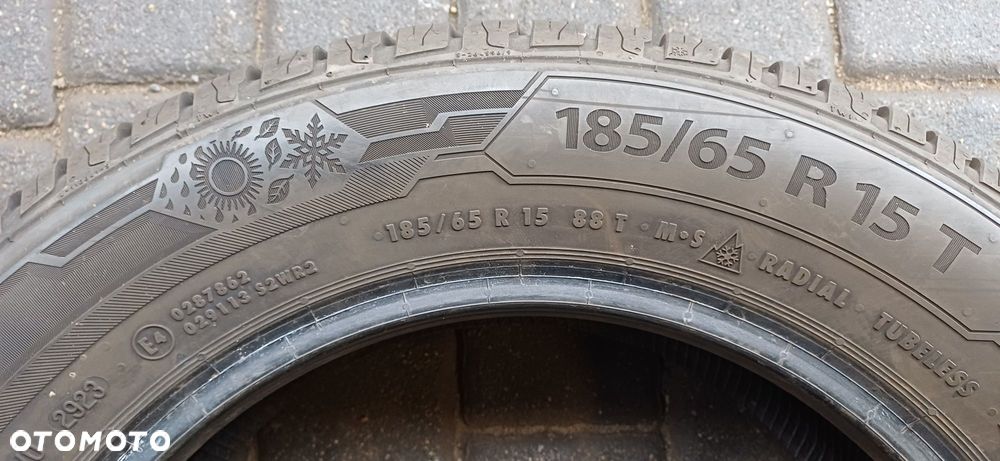 185/65 R 15 T
·185/65 R 15 88 T · M•S · RADIAL · TUBELESS
E4
0287862
029113 S2WR2
2923
OTOMOTO